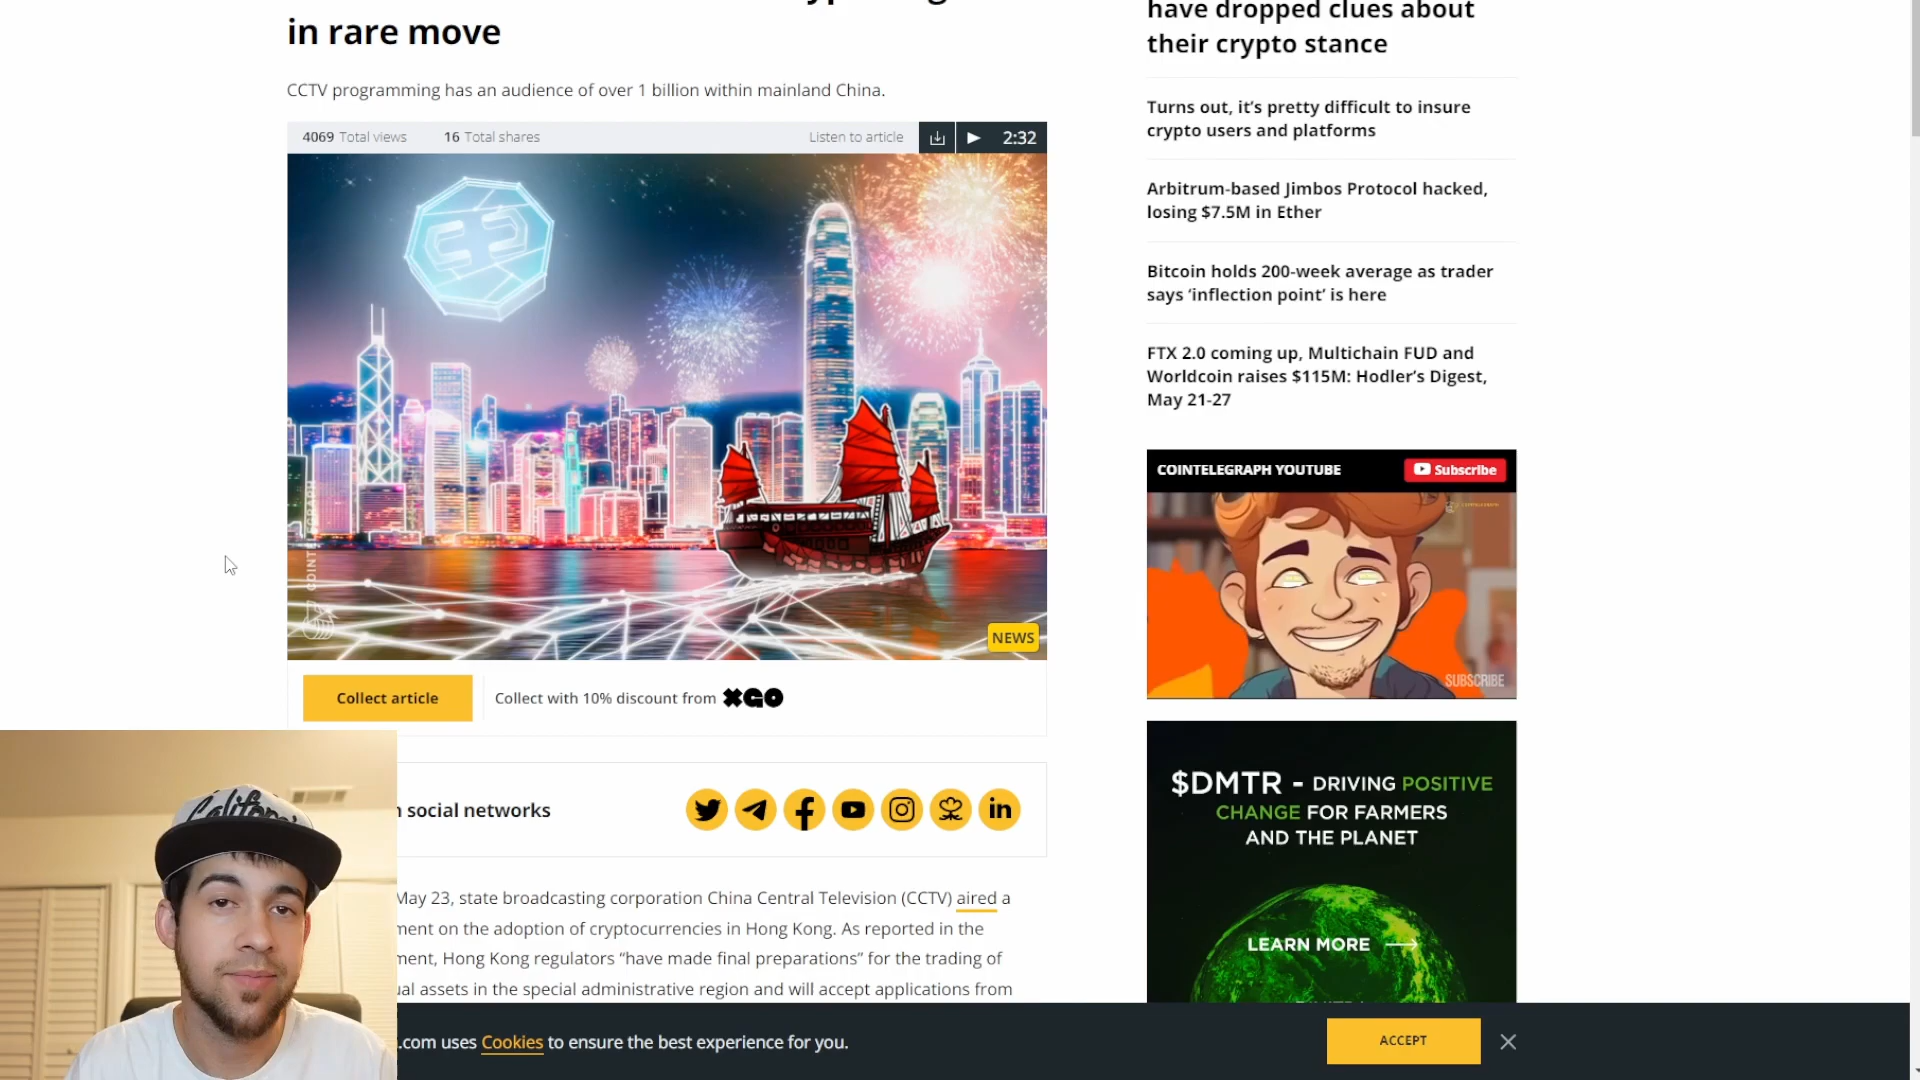 in rare move
CCTV programming has an audience of over 1 billion within mainland China.
4069 Total views 16 Total shares Listen to article 2:32
NEWS
Collect article Collect with 10% discount from XGO
social networks
May 23, state broadcasting corporation China Central Television (CCTV) aired a
ment on the adoption of cryptocurrencies in Hong Kong. As reported in the
ment, Hong Kong regulators “have made final preparations” for the trading of
ual assets in the special administrative region and will accept applications from
.com uses Cookies to ensure the best experience for you.
ACCEPT
have dropped clues about
their crypto stance
Turns out, it’s pretty difficult to insure
crypto users and platforms
Arbitrum-based Jimbos Protocol hacked,
losing $7.5M in Ether
Bitcoin holds 200-week average as trader
says ‘inflection point’ is here
FTX 2.0 coming up, Multichain FUD and
Worldcoin raises $115M: Hodler’s Digest,
May 21-27
COINTELEGRAPH YOUTUBE Subscribe
SUBSCRIBE
$DMTR - DRIVING POSITIVE
CHANGE FOR FARMERS
AND THE PLANET
LEARN MORE